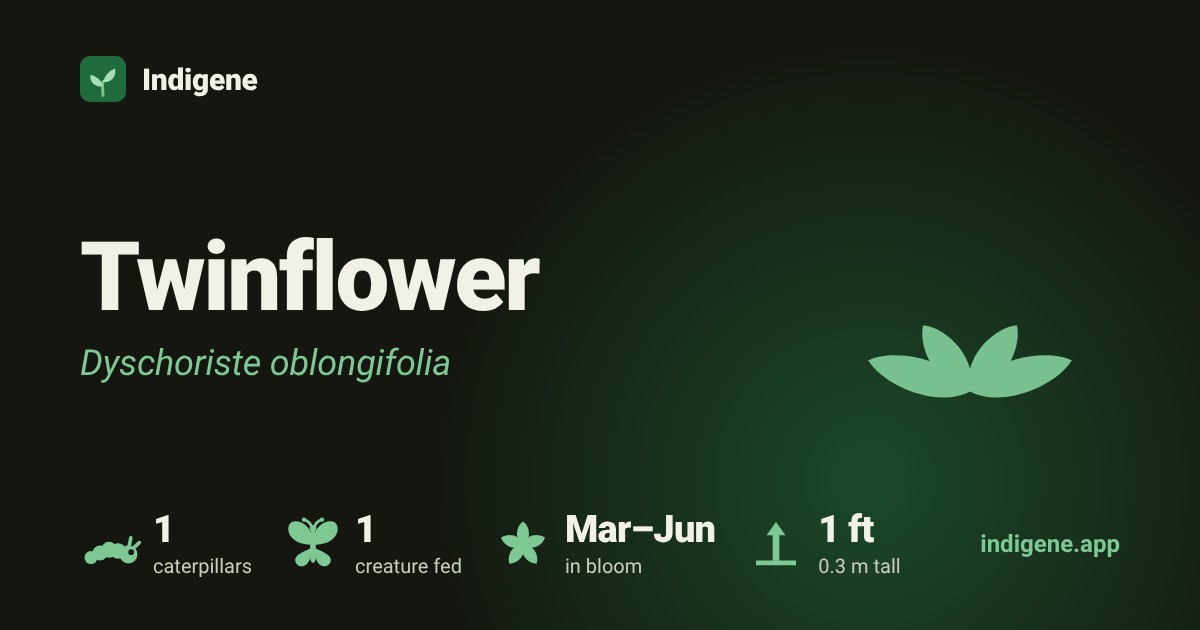 Indigene
Twinflower
Dyschoriste oblongifolia
1
caterpillars
1
creature fed
Mar–Jun
in bloom
1 ft
0.3 m tall
indigene.app